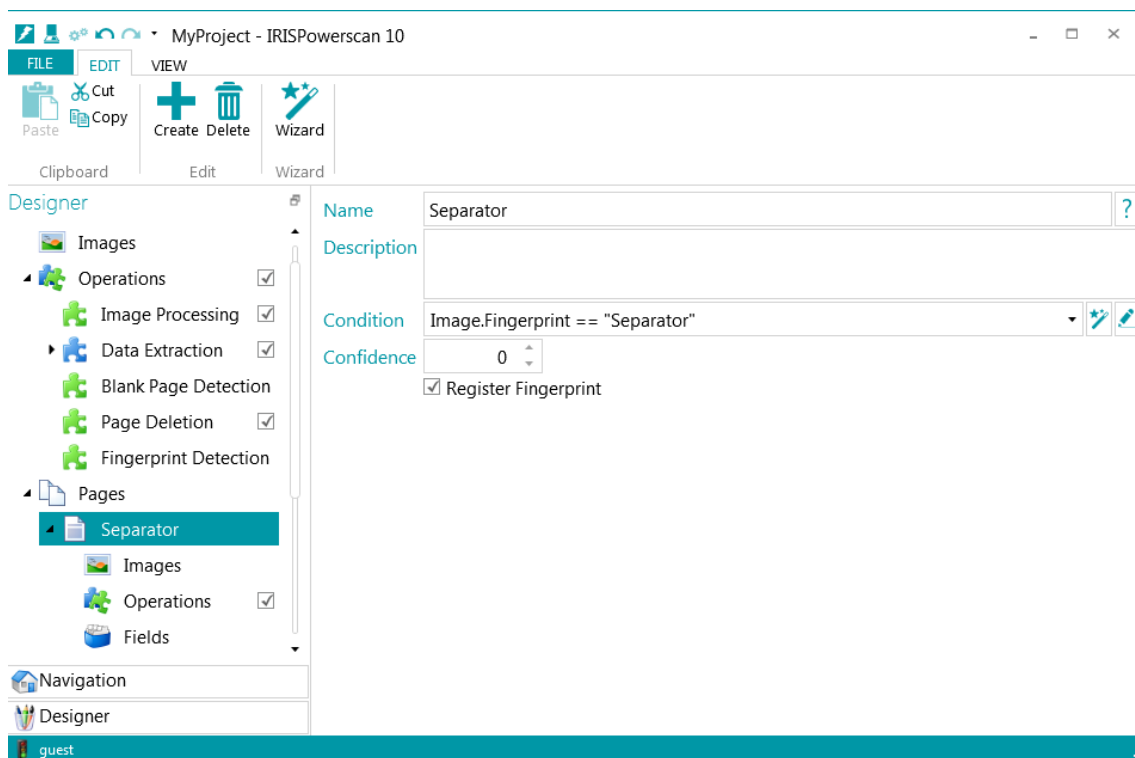 MyProject - IRISPowerscan 10
FILE EDIT VIEW
Paste Cut Copy Create Delete Wizard
Clipboard Edit Wizard
Designer
Images
Operations
Image Processing
Data Extraction
Blank Page Detection
Page Deletion
Fingerprint Detection
Pages
Separator
Images
Operations
Fields
Navigation
Designer
Name Separator ?
Description
Condition Image.Fingerprint == "Separator"
Confidence 0
Register Fingerprint
guest